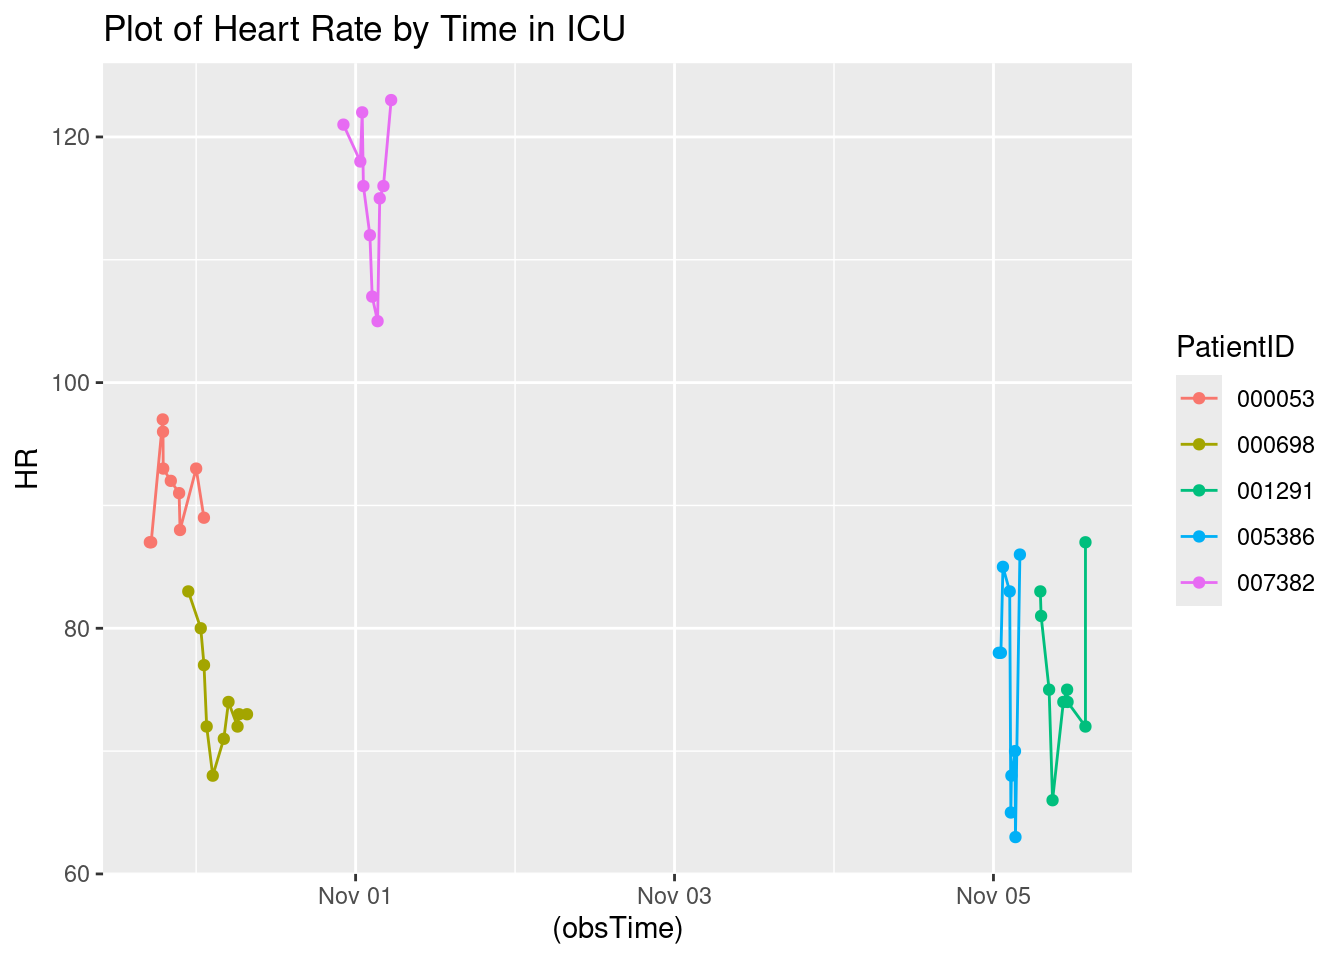 Plot of Heart Rate by Time in ICU
120
100
80
60
HR
Nov 01
Nov 03
Nov 05
(obsTime)
PatientID
000053
000698
001291
005386
007382